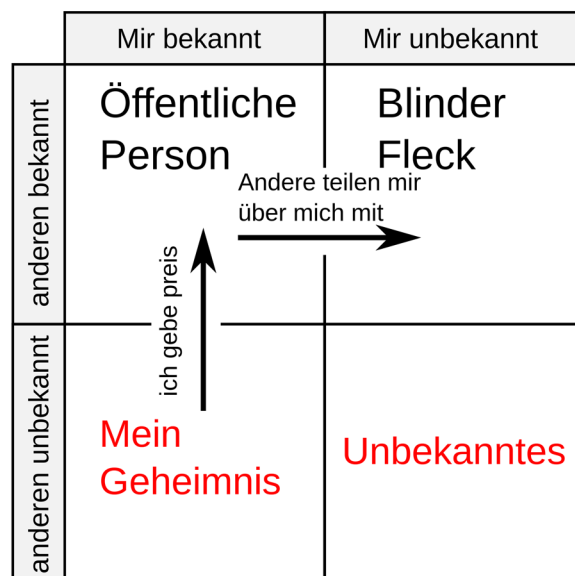 Mir bekannt
Mir unbekannt
anderen bekannt
Öffentliche
Person
Blinder
Fleck
Andere teilen mir
über mich mit
ich gebe preis
anderen unbekannt
Mein
Geheimnis
Unbekanntes